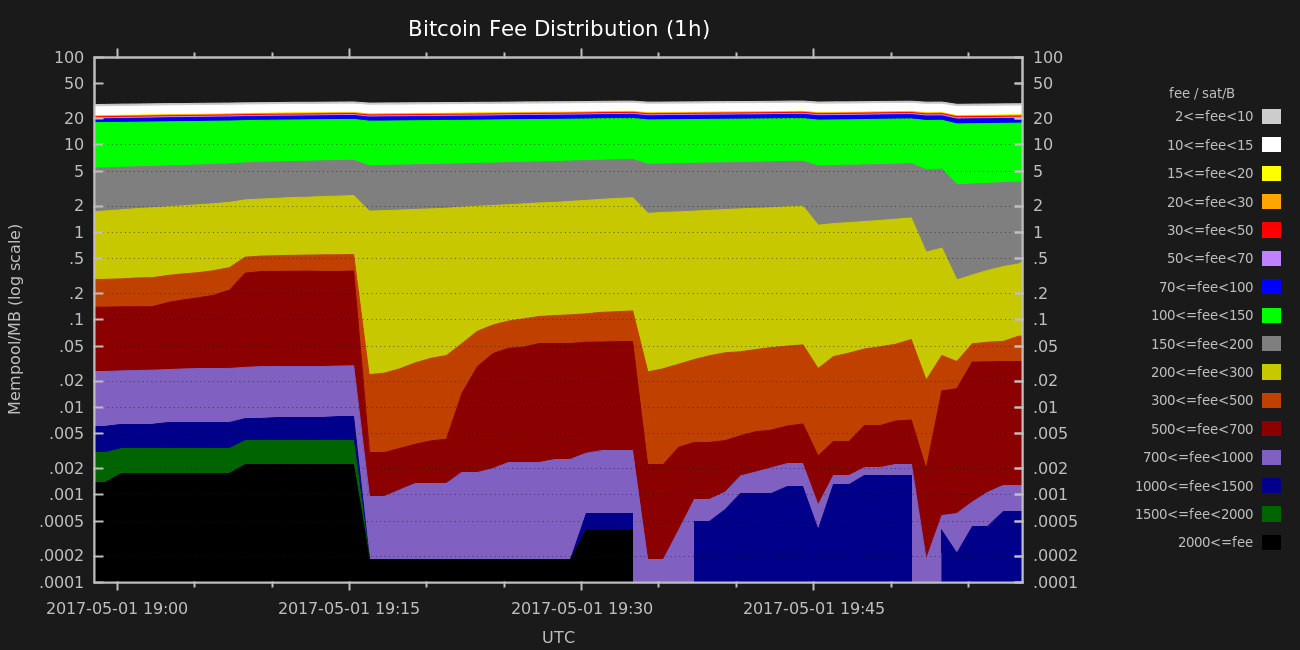 Bitcoin Fee Distribution (1h)
Mempool/MB (log scale)
100
50
20
10
5
2
1
.5
.2
.1
.05
.02
.01
.005
.002
.001
.0005
.0002
.0001
100
50
20
10
5
2
1
.5
.2
.1
.05
.02
.01
.005
.002
.001
.0005
.0002
.0001
2017-05-01 19:00
2017-05-01 19:15
2017-05-01 19:30
2017-05-01 19:45
UTC
fee / sat/B
2<=fee<10
10<=fee<15
15<=fee<20
20<=fee<30
30<=fee<50
50<=fee<70
70<=fee<100
100<=fee<150
150<=fee<200
200<=fee<300
300<=fee<500
500<=fee<700
700<=fee<1000
1000<=fee<1500
1500<=fee<2000
2000<=fee